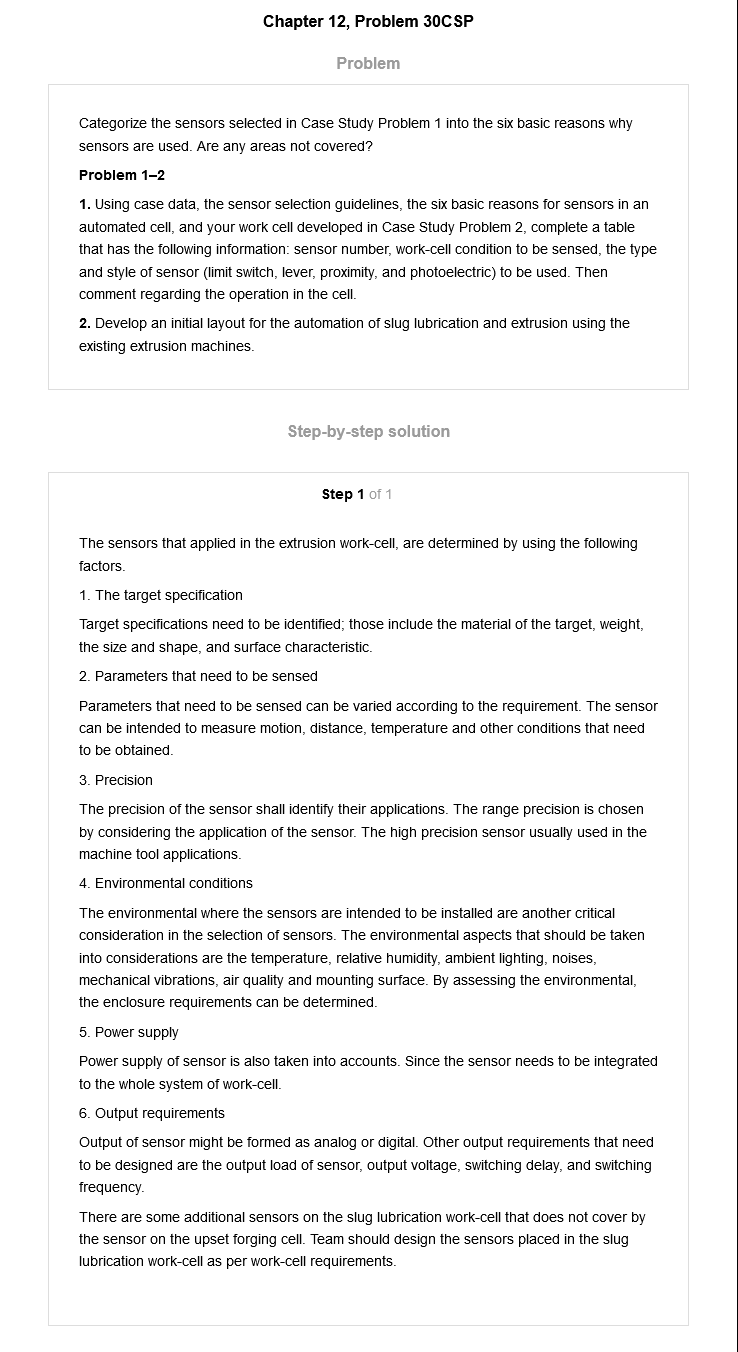 Chapter 12, Problem 30CSP
Problem
Categorize the sensors selected in Case Study Problem 1 into the six basic reasons why
sensors are used. Are any areas not covered?
Problem 1–2
1. Using case data, the sensor selection guidelines, the six basic reasons for sensors in an
automated cell, and your work cell developed in Case Study Problem 2, complete a table
that has the following information: sensor number, work-cell condition to be sensed, the type
and style of sensor (limit switch, lever, proximity, and photoelectric) to be used. Then
comment regarding the operation in the cell.
2. Develop an initial layout for the automation of slug lubrication and extrusion using the
existing extrusion machines.
Step-by-step solution
Step 1 of 1
The sensors that applied in the extrusion work-cell, are determined by using the following
factors.
1. The target specification
Target specifications need to be identified; those include the material of the target, weight,
the size and shape, and surface characteristic.
2. Parameters that need to be sensed
Parameters that need to be sensed can be varied according to the requirement. The sensor
can be intended to measure motion, distance, temperature and other conditions that need
to be obtained.
3. Precision
The precision of the sensor shall identify their applications. The range precision is chosen
by considering the application of the sensor. The high precision sensor usually used in the
machine tool applications.
4. Environmental conditions
The environmental where the sensors are intended to be installed are another critical
consideration in the selection of sensors. The environmental aspects that should be taken
into considerations are the temperature, relative humidity, ambient lighting, noises,
mechanical vibrations, air quality and mounting surface. By assessing the environmental,
the enclosure requirements can be determined.
5. Power supply
Power supply of sensor is also taken into accounts. Since the sensor needs to be integrated
to the whole system of work-cell.
6. Output requirements
Output of sensor might be formed as analog or digital. Other output requirements that need
to be designed are the output load of sensor, output voltage, switching delay, and switching
frequency.
There are some additional sensors on the slug lubrication work-cell that does not cover by
the sensor on the upset forging cell. Team should design the sensors placed in the slug
lubrication work-cell as per work-cell requirements.